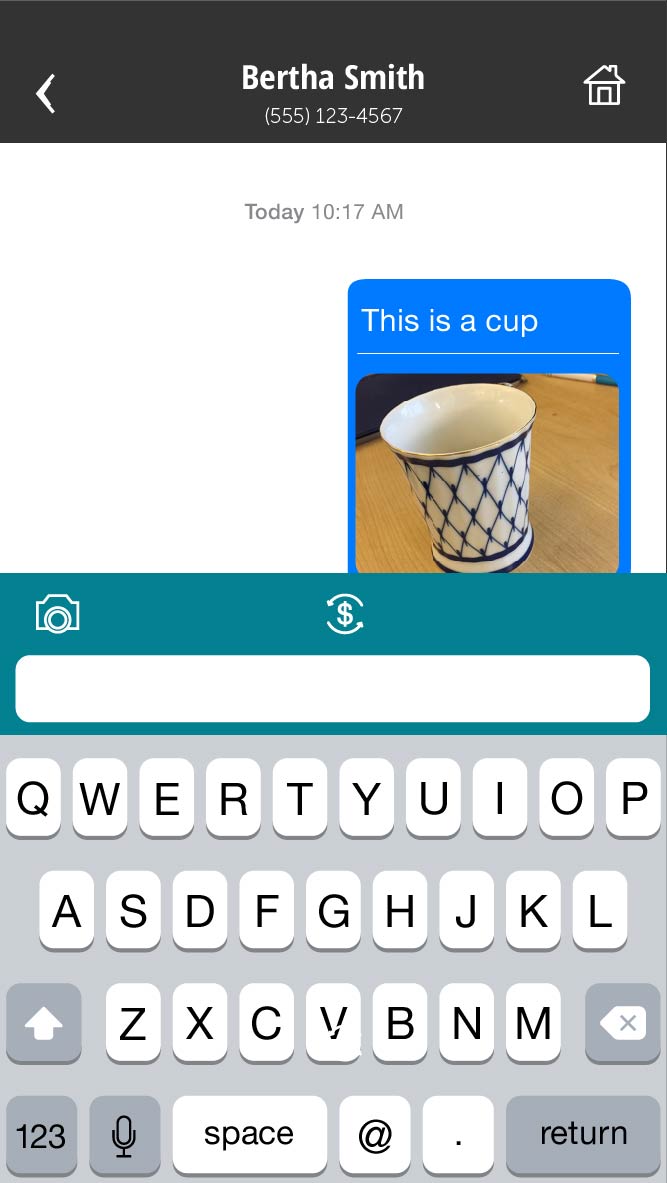 Bertha Smith
(555) 123-4567
Today 10:17 AM
This is a cup
$
Q W E R T Y U I O P
A S D F G H J K L
Z X C V B N M
123 space @ . return